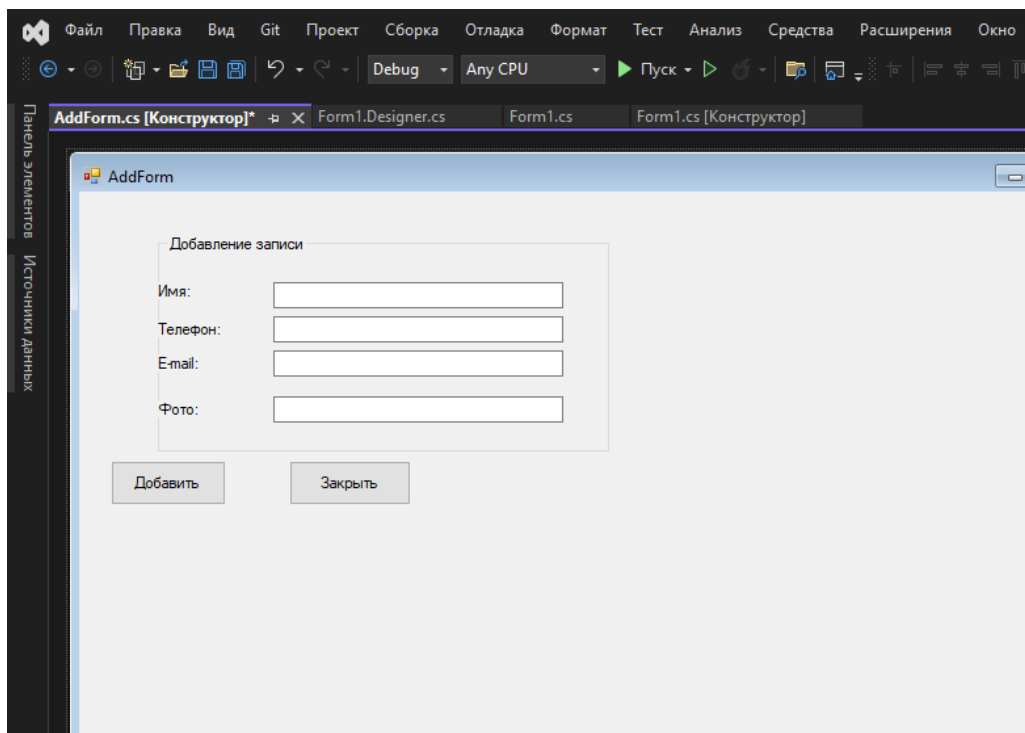 Файл Правка Вид Git Проект Сборка Отладка Формат Тест Анализ Средства Расширения Окно
Debug Any CPU Пуск
AddForm.cs [Конструктор]* Form1.Designer.cs Form1.cs Form1.cs [Конструктор]
Панель элементов
Источники данных
AddForm
Добавление записи
Имя:
Телефон:
E-mail:
Фото:
Добавить Закрыть